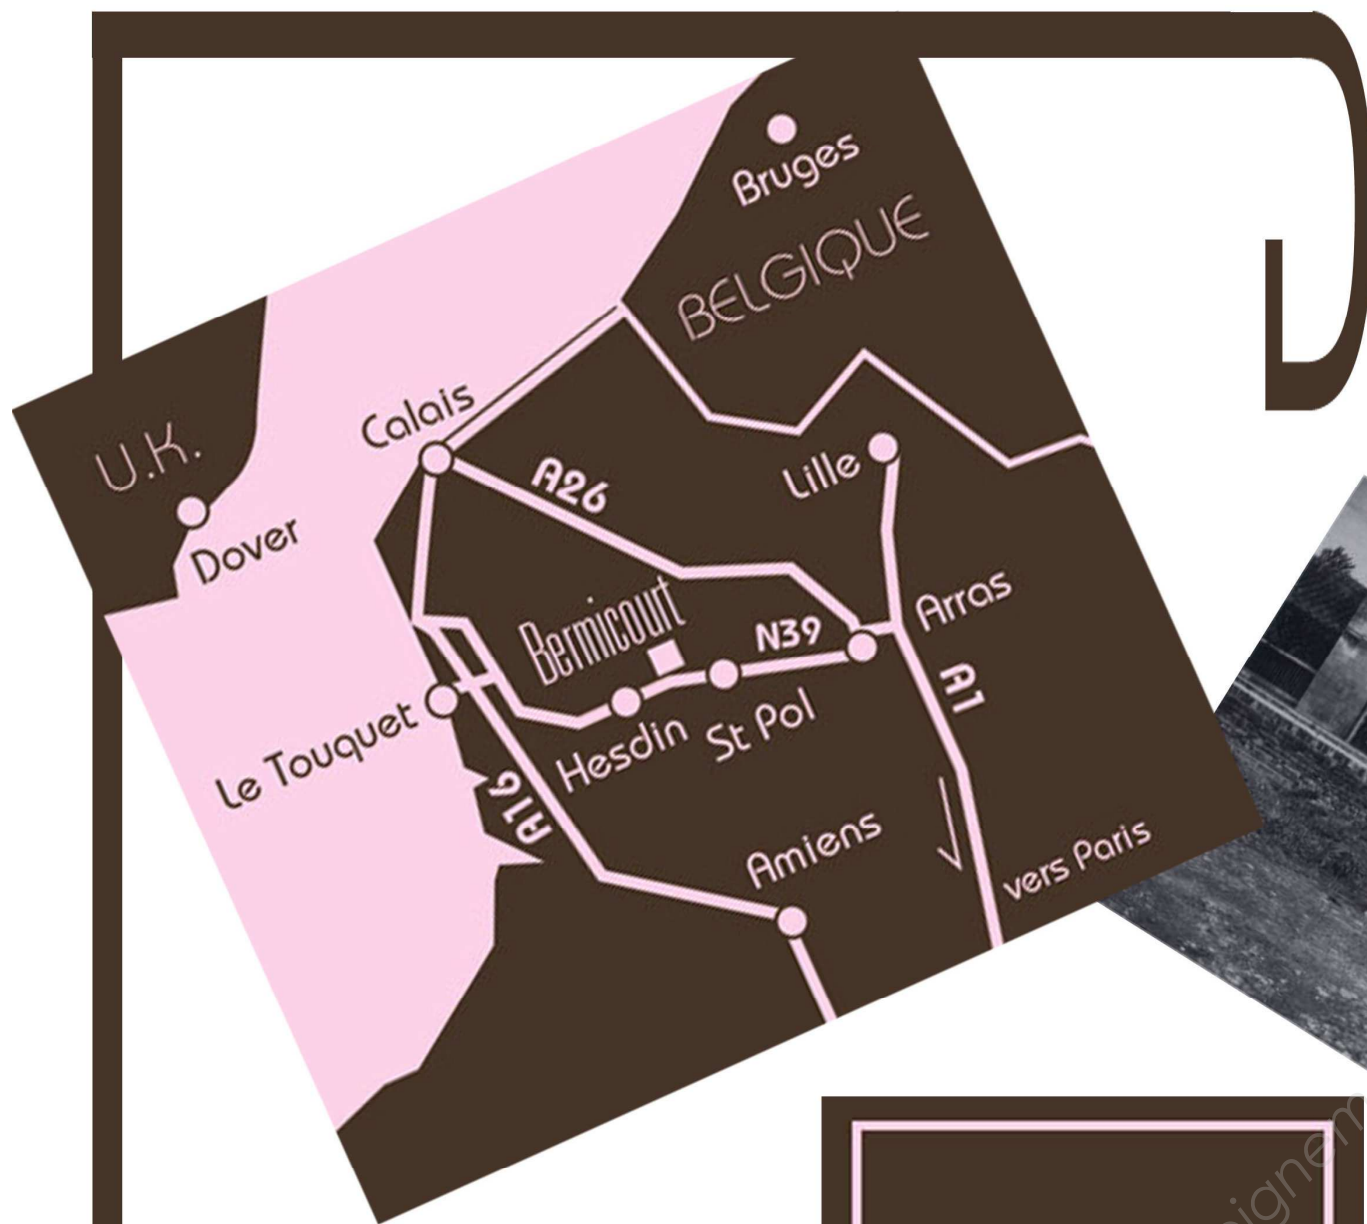 Bruges
BELGIQUE
Calais
U.K.
A26
Lille
Dover
Bermicourt
N39
Arras
A1
Le Touquet
Hesdin
St Pol
A16
Amiens
vers Paris